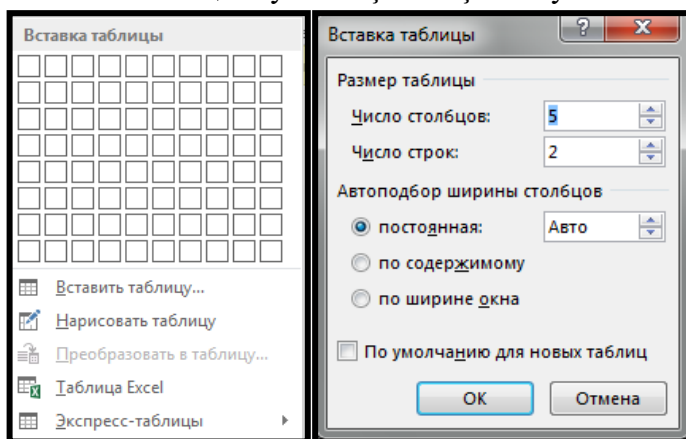 Вставка таблицы
Вставить таблицу...
Нарисовать таблицу
Преобразовать в таблицу...
Таблица Excel
Экспресс-таблицы
Вставка таблицы
?
Размер таблицы
Число столбцов: 5
Число строк: 2
Автоподбор ширины столбцов
постоянная: Авто
по содержимому
по ширине окна
По умолчанию для новых таблиц
ОК Отмена